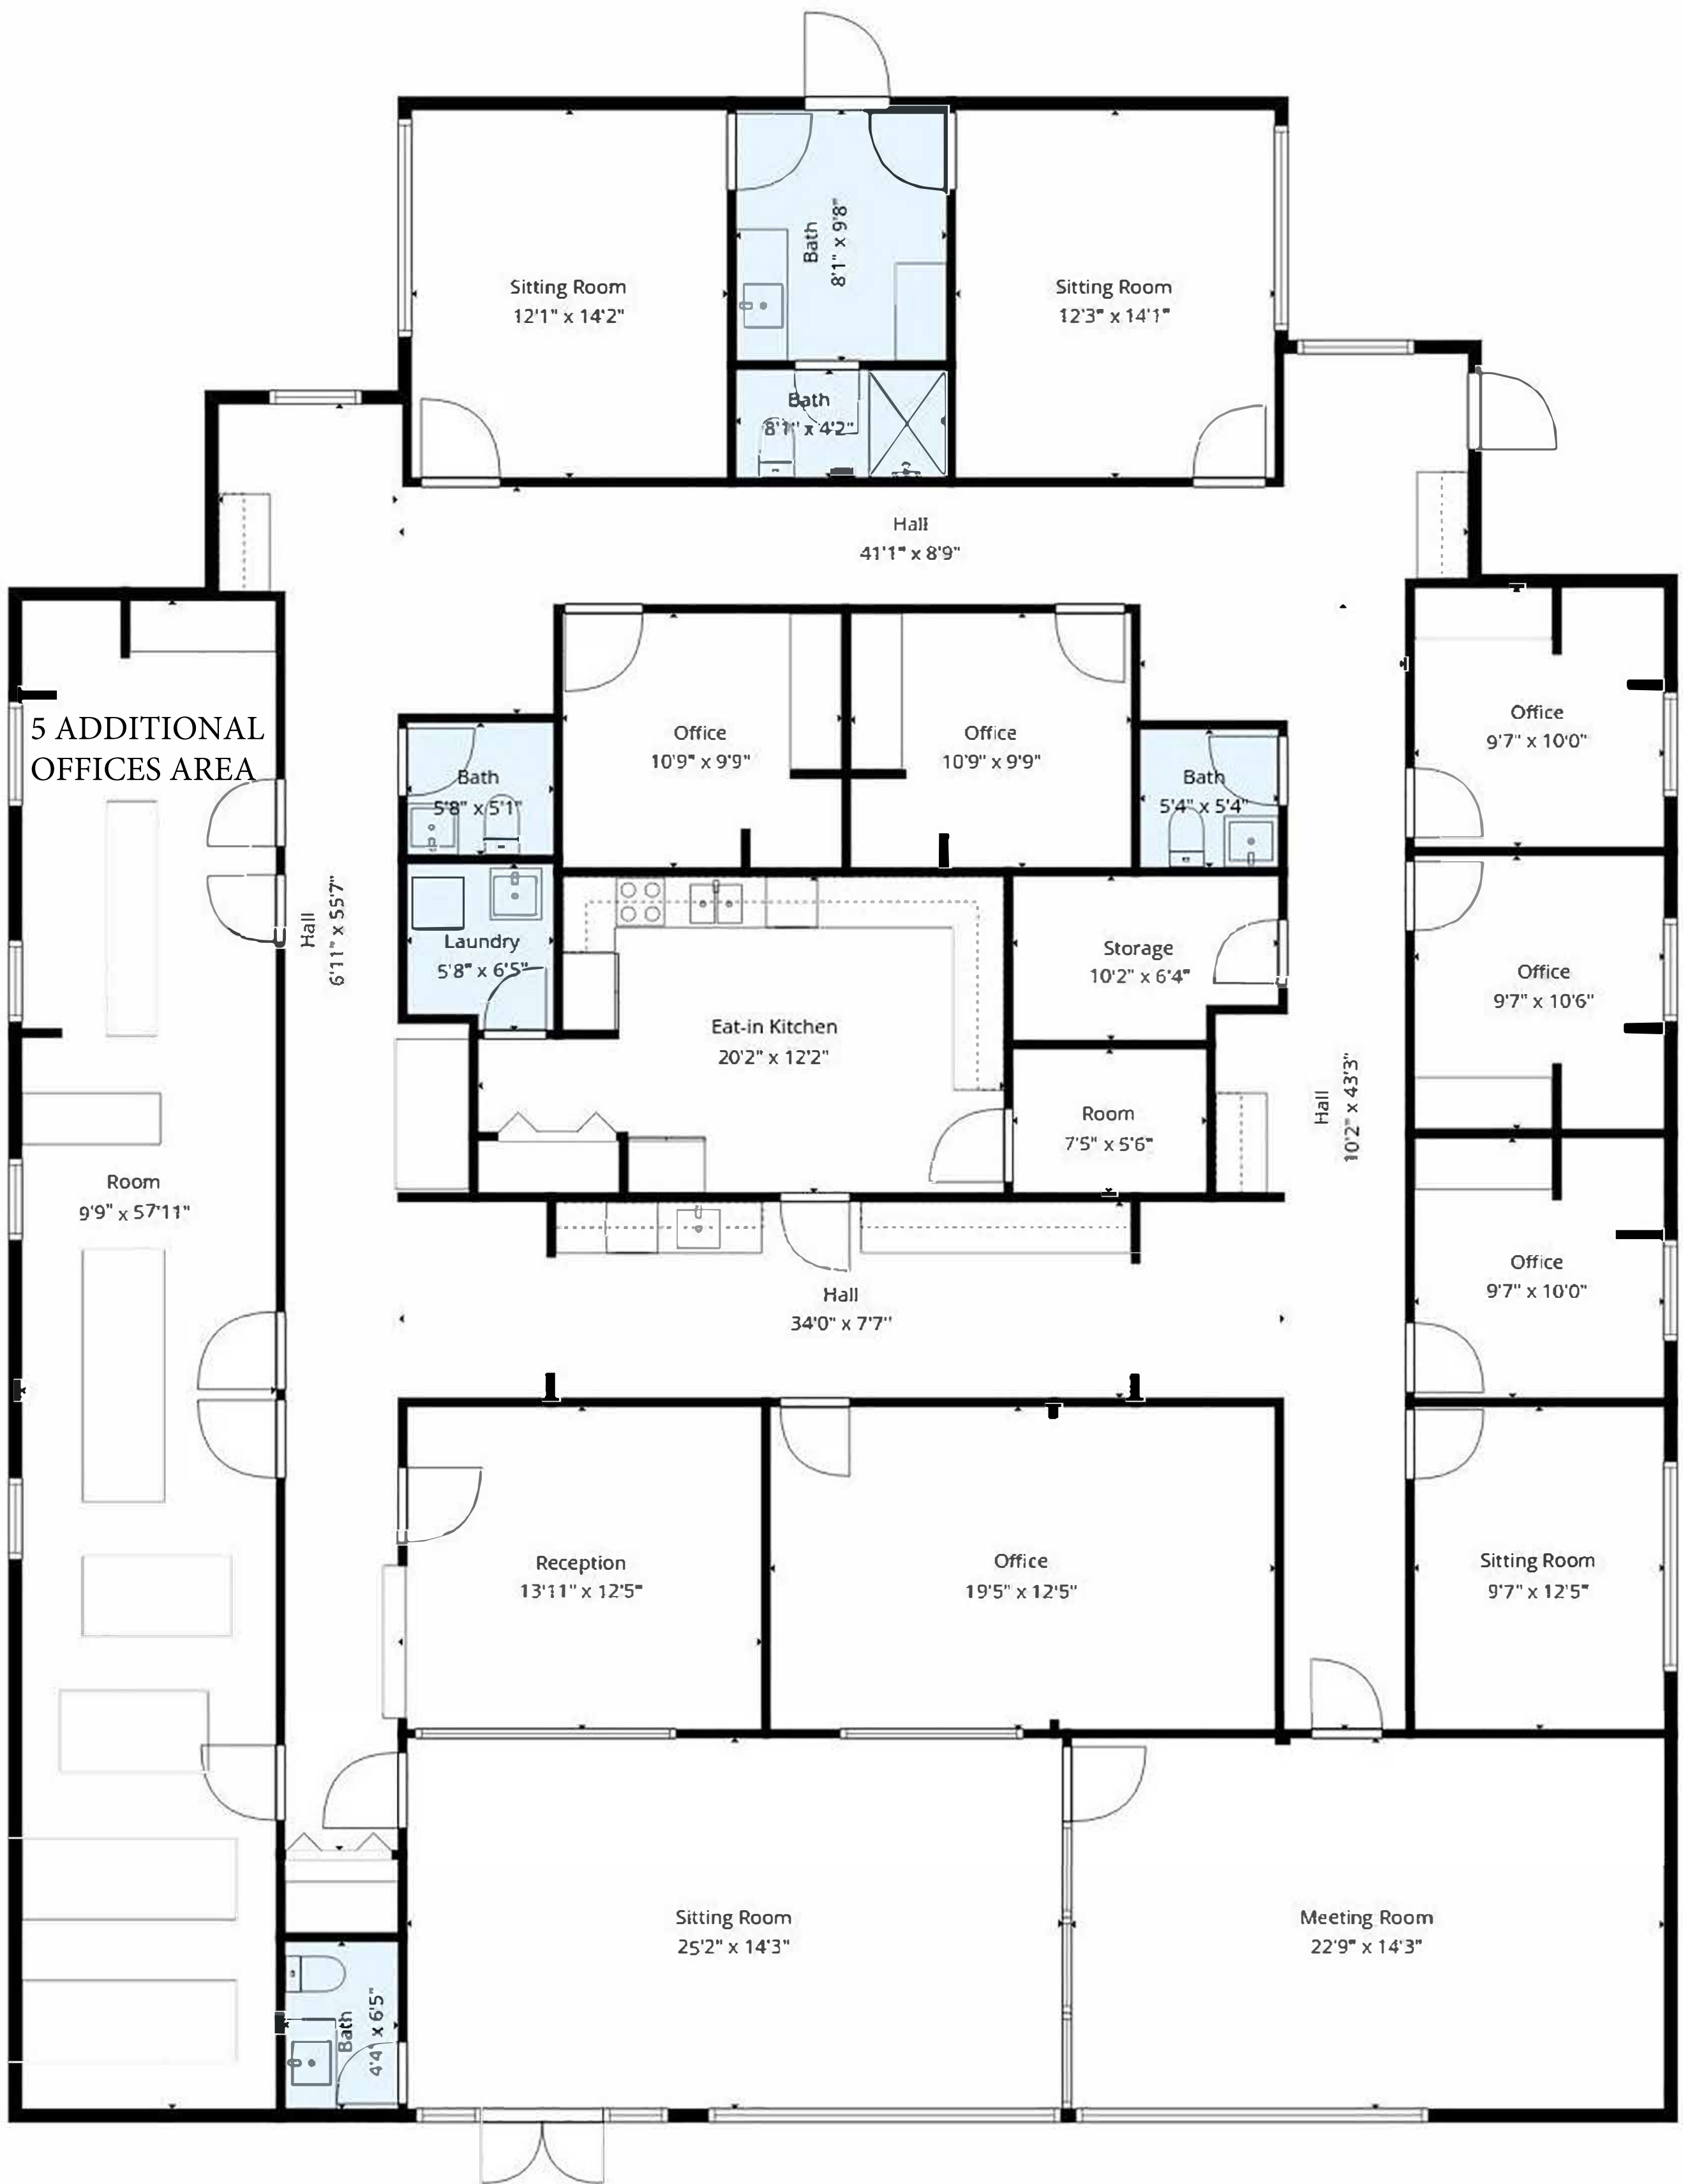 Sitting Room
12'1" x 14'2"
Bath
8'1" x 9'8"
Sitting Room
12'3" x 14'1"
Bath
8'1" x 4'2"
Hall
41'1" x 8'9"
5 ADDITIONAL
OFFICES AREA
Office
10'9" x 9'9"
Office
10'9" x 9'9"
Office
9'7" x 10'0"
Bath
5'8" x 5'1"
Bath
5'4" x 5'4"
Hall
6'11" x 55'7"
Laundry
5'8" x 6'5"
Storage
10'2" x 6'4"
Office
9'7" x 10'6"
Eat-in Kitchen
20'2" x 12'2"
Room
7'5" x 5'6"
Hall
10'2" x 43'3"
Room
9'9" x 57'11"
Office
9'7" x 10'0"
Hall
34'0" x 7'7"
Reception
13'11" x 12'5"
Office
19'5" x 12'5"
Sitting Room
9'7" x 12'5"
Sitting Room
25'2" x 14'3"
Meeting Room
22'9" x 14'3"
Bath
4'4" x 6'5"